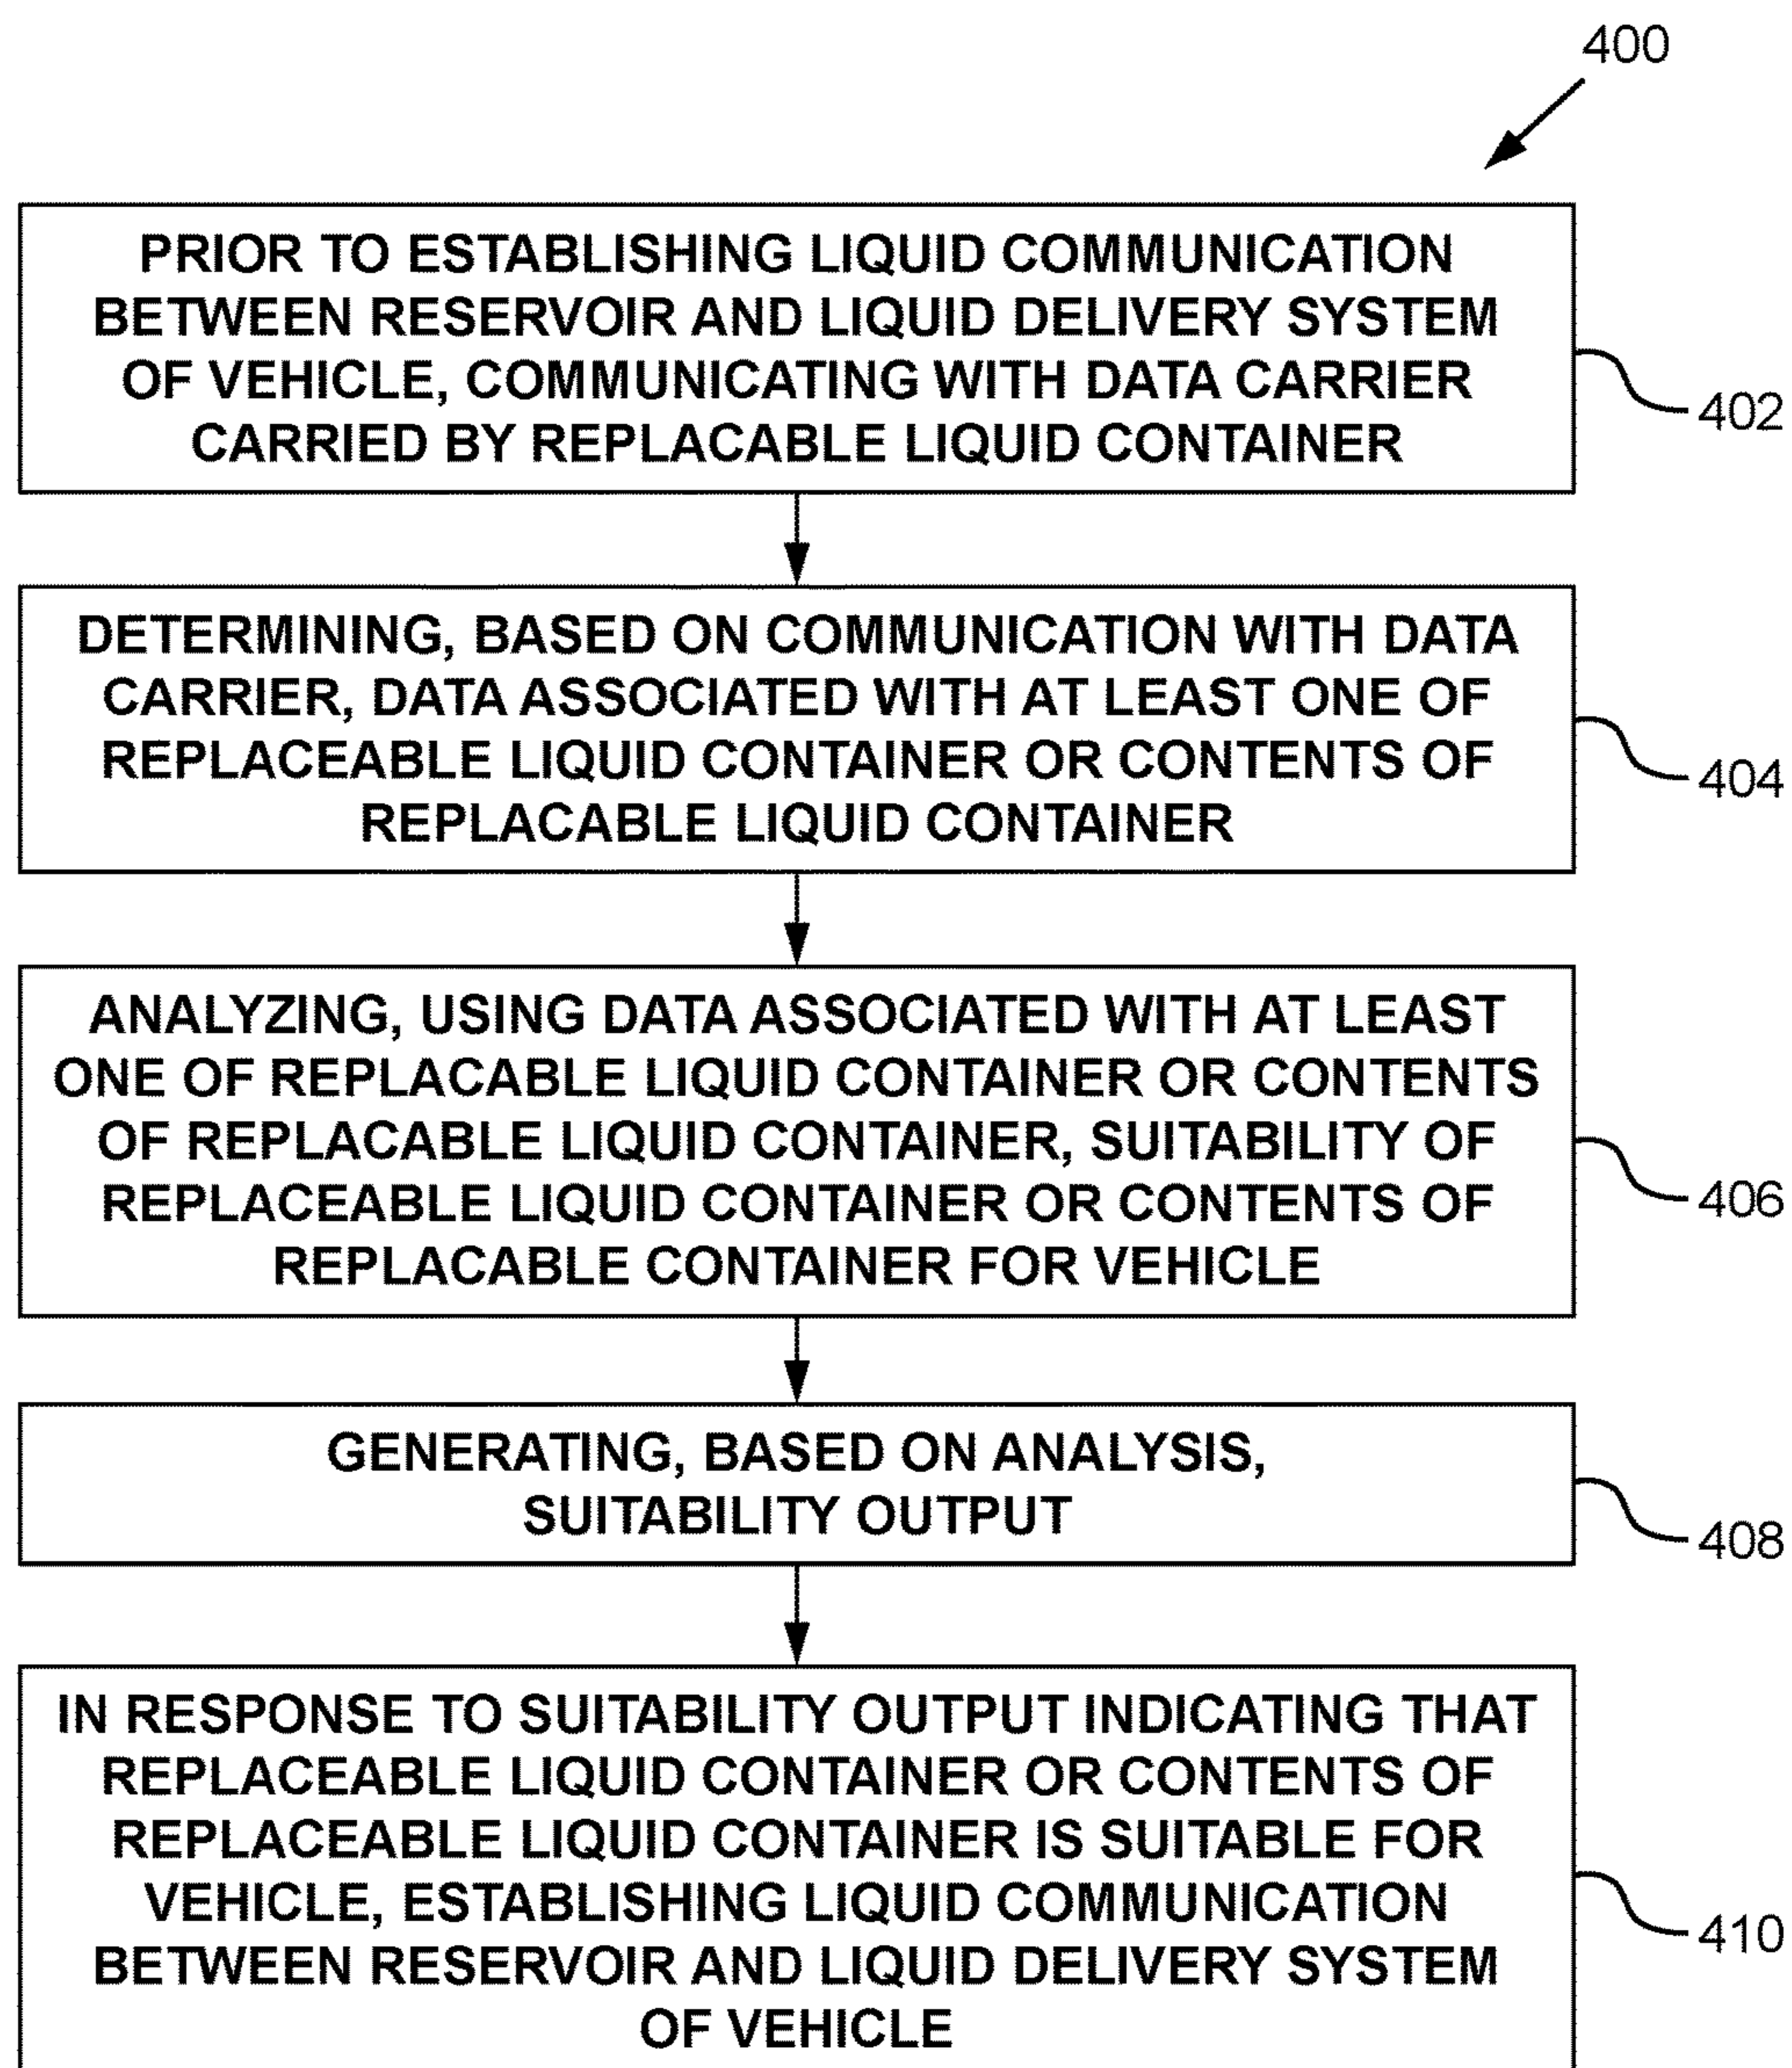 400
PRIOR TO ESTABLISHING LIQUID COMMUNICATION
BETWEEN RESERVOIR AND LIQUID DELIVERY SYSTEM
OF VEHICLE, COMMUNICATING WITH DATA CARRIER
CARRIED BY REPLACABLE LIQUID CONTAINER
402
DETERMINING, BASED ON COMMUNICATION WITH DATA
CARRIER, DATA ASSOCIATED WITH AT LEAST ONE OF
REPLACEABLE LIQUID CONTAINER OR CONTENTS OF
REPLACABLE LIQUID CONTAINER
404
ANALYZING, USING DATA ASSOCIATED WITH AT LEAST
ONE OF REPLACABLE LIQUID CONTAINER OR CONTENTS
OF REPLACABLE LIQUID CONTAINER, SUITABILITY OF
REPLACEABLE LIQUID CONTAINER OR CONTENTS OF
REPLACABLE CONTAINER FOR VEHICLE
406
GENERATING, BASED ON ANALYSIS,
SUITABILITY OUTPUT
408
IN RESPONSE TO SUITABILITY OUTPUT INDICATING THAT
REPLACEABLE LIQUID CONTAINER OR CONTENTS OF
REPLACEABLE LIQUID CONTAINER IS SUITABLE FOR
VEHICLE, ESTABLISHING LIQUID COMMUNICATION
BETWEEN RESERVOIR AND LIQUID DELIVERY SYSTEM
OF VEHICLE
410